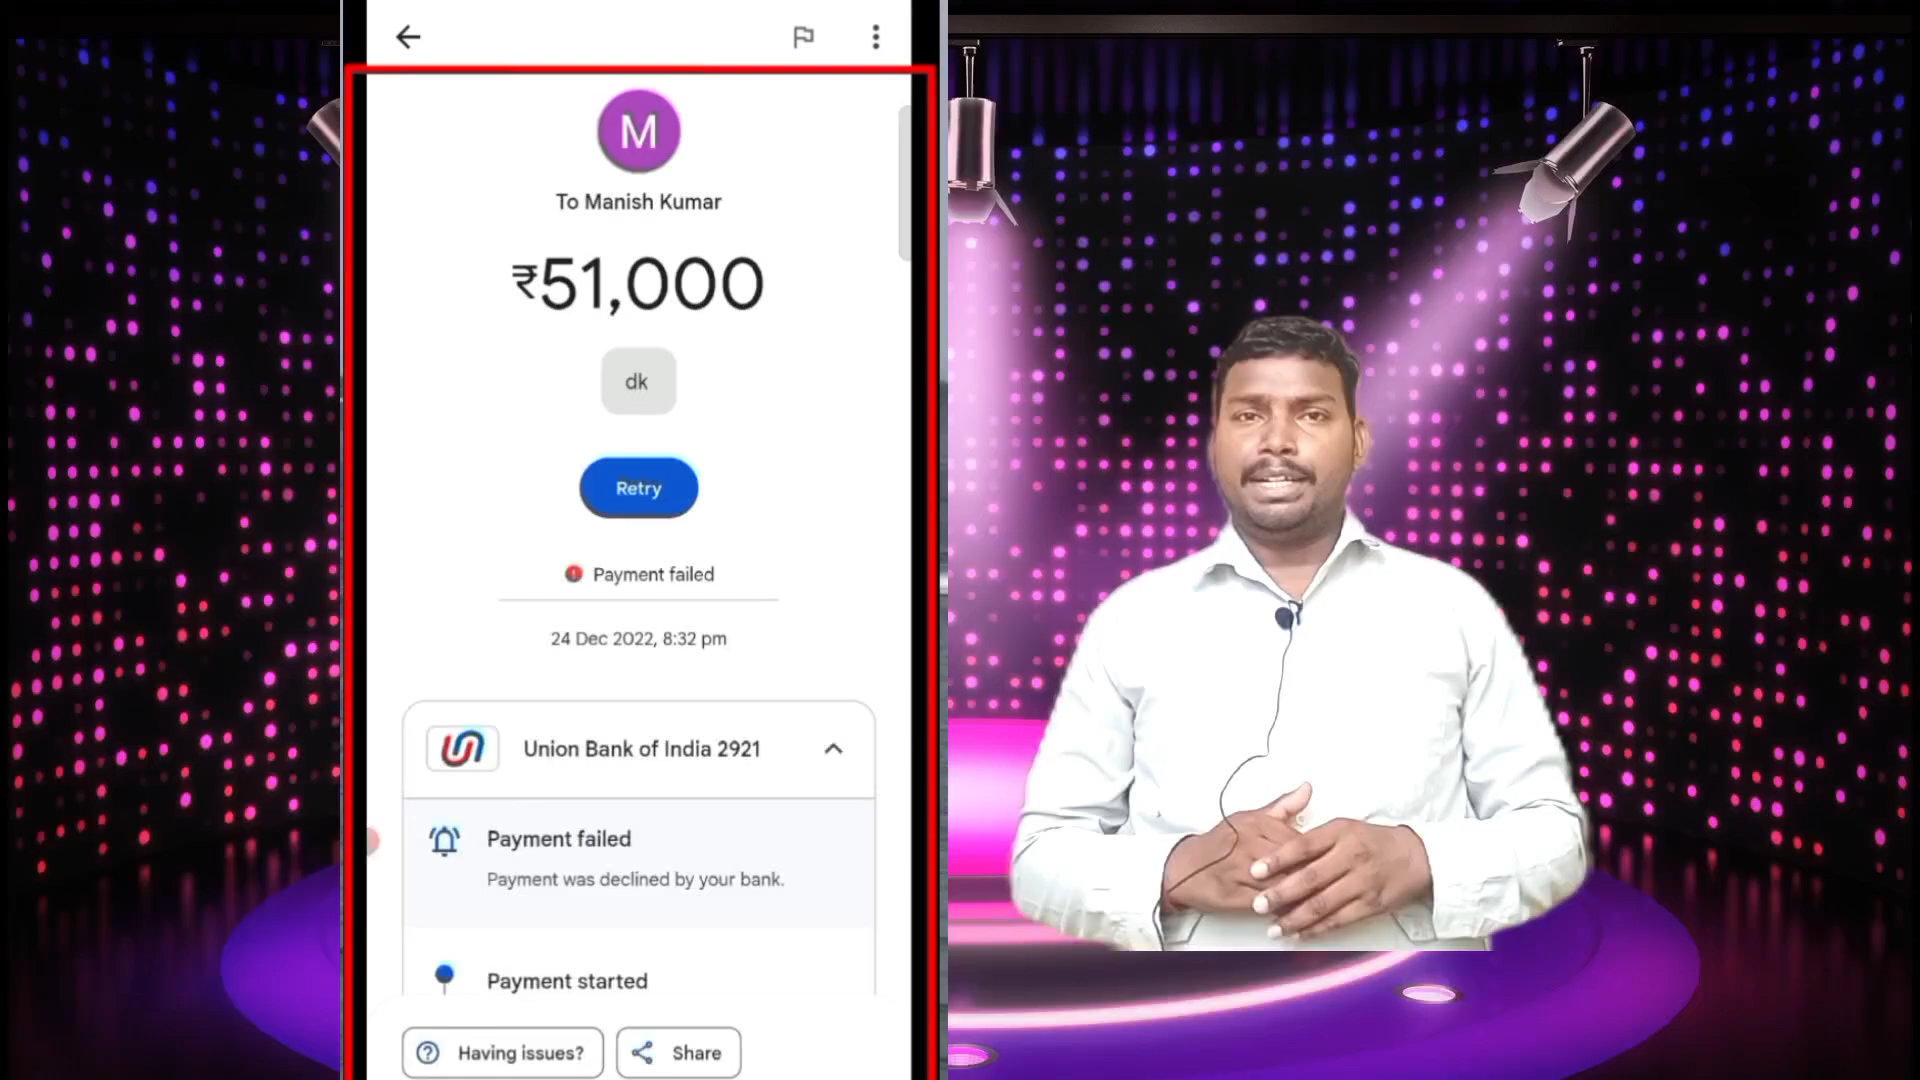 M
To Manish Kumar
₹51,000
dk
Retry
Payment failed
24 Dec 2022, 8:32 pm
Union Bank of India 2921
Payment failed
Payment was declined by your bank.
Payment started
Having issues?
Share